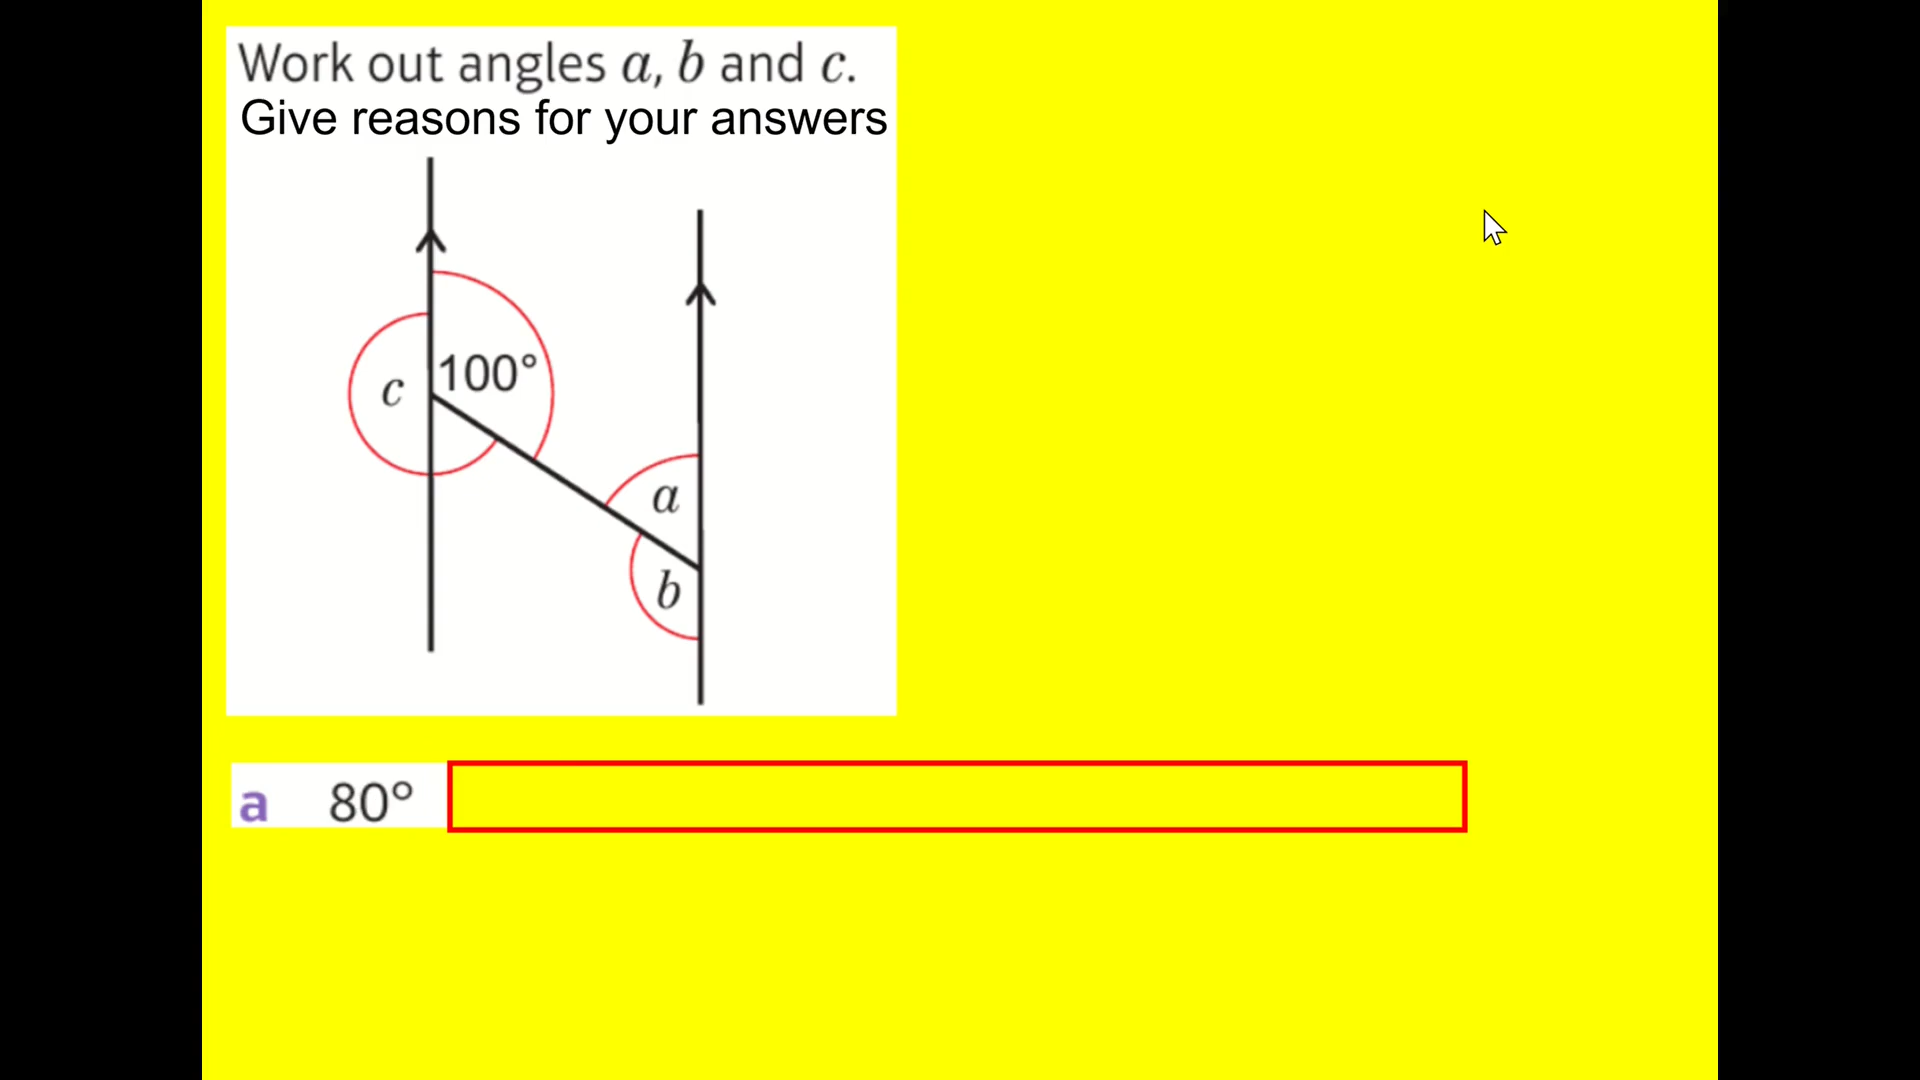 Work out angles a, b and c.
Give reasons for your answers
100°
c
a
b
a 80°